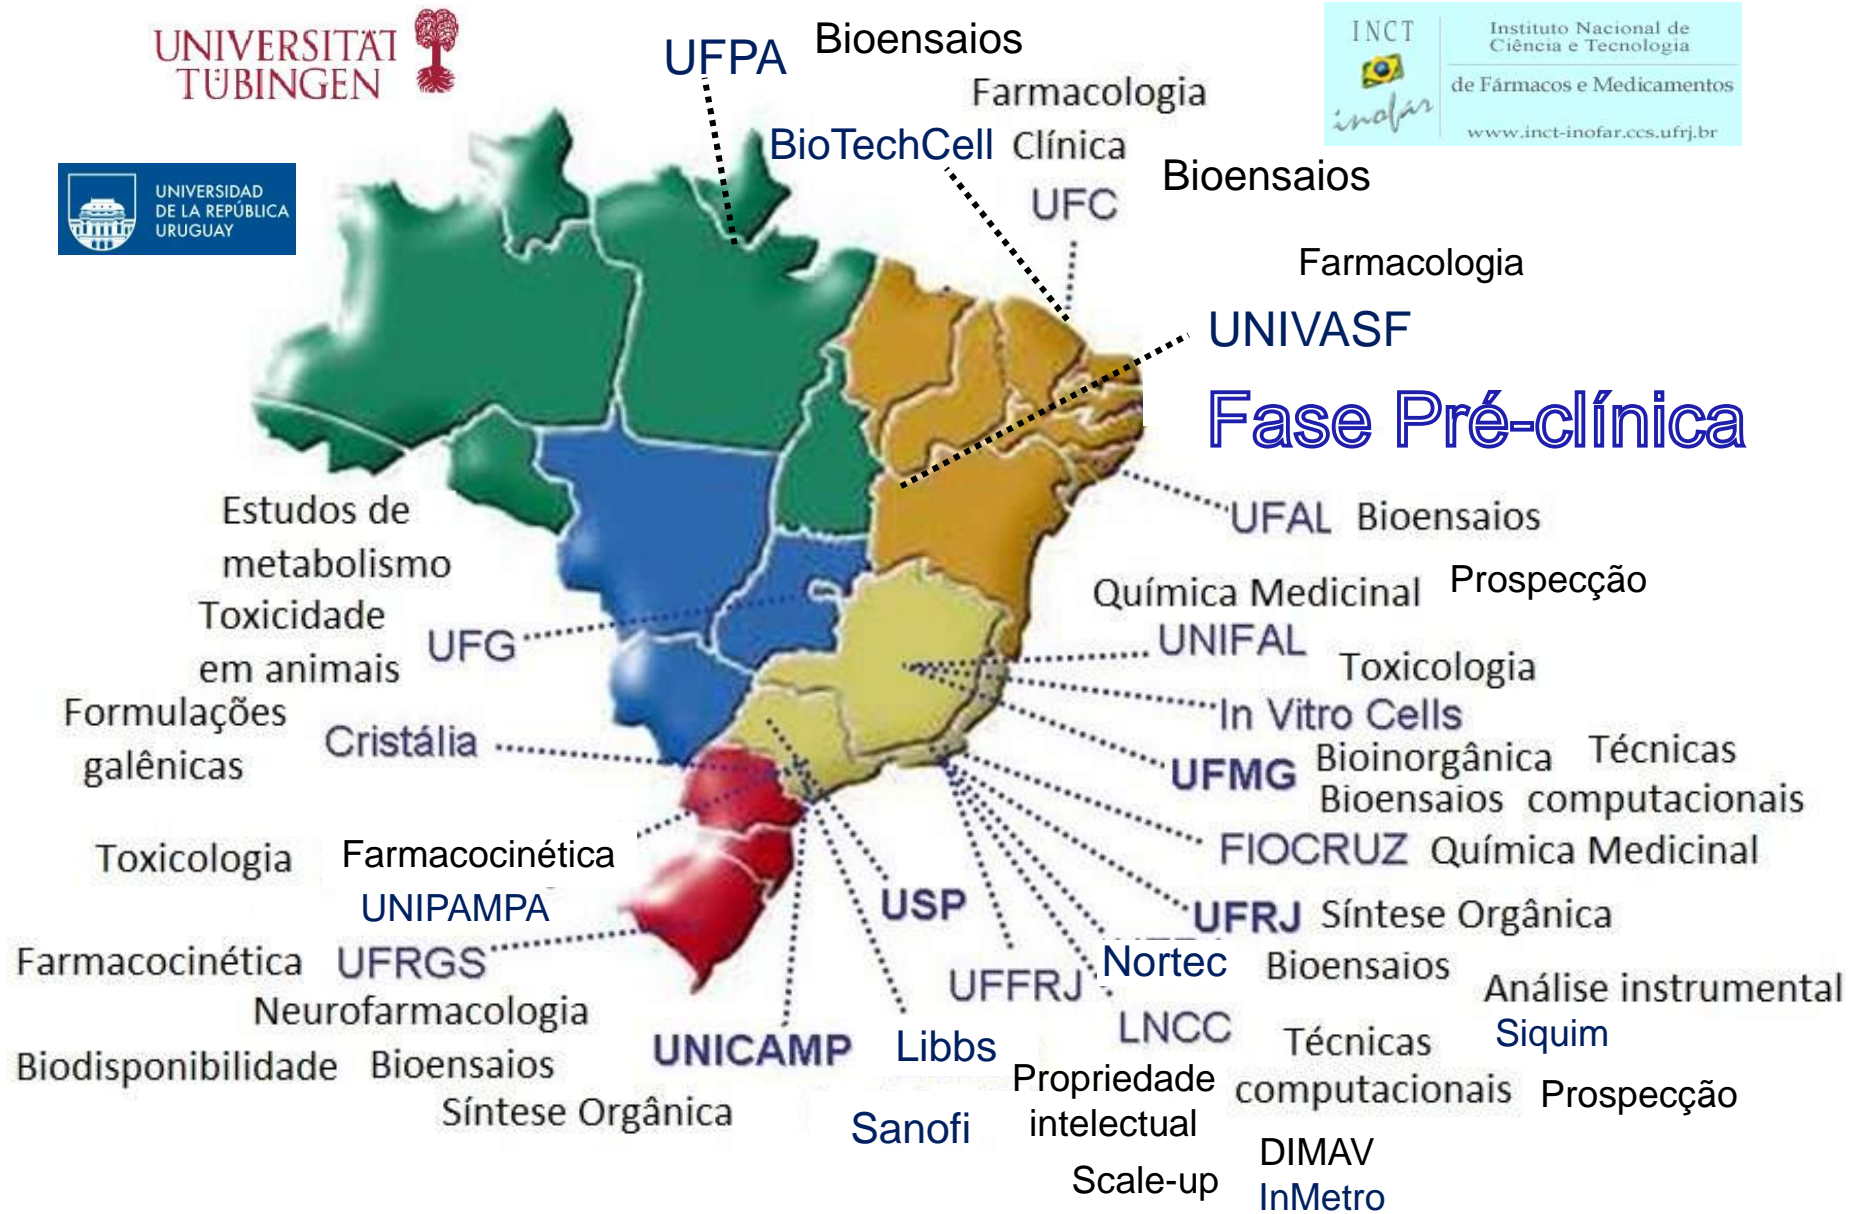 UNIVERSITÄT
TÜBINGEN
UFPA
Bioensaios
INCT
inofar
Instituto Nacional de
Ciência e Tecnologia
de Fármacos e Medicamentos
www.inct-inofar.ccs.ufrj.br
Farmacologia
BioTechCell
Clínica
Bioensaios
UFC
UNIVERSIDAD
DE LA REPÚBLICA
URUGUAY
Farmacologia
UNIVASF
Fase Pré-clínica
Estudos de
metabolismo
UFAL
Bioensaios
Química Medicinal
Prospecção
Toxicidade
em animais
UFG
UNIFAL
Toxicologia
Formulações
galênicas
Cristália
In Vitro Cells
UFMG
Bioinorgânica
Técnicas
Bioensaios
computacionais
FIOCRUZ
Química Medicinal
Toxicologia
Farmacocinética
UNIPAMPA
USP
UFRJ
Síntese Orgânica
Farmacocinética
UFRGS
Nortec
Bioensaios
UFFRJ
Análise instrumental
Neurofarmacologia
LNCC
Siquim
UNICAMP
Libbs
Técnicas
computacionais
Biodisponibilidade
Bioensaios
Propriedade
intelectual
Prospecção
Síntese Orgânica
Sanofi
DIMAV
Scale-up
InMetro